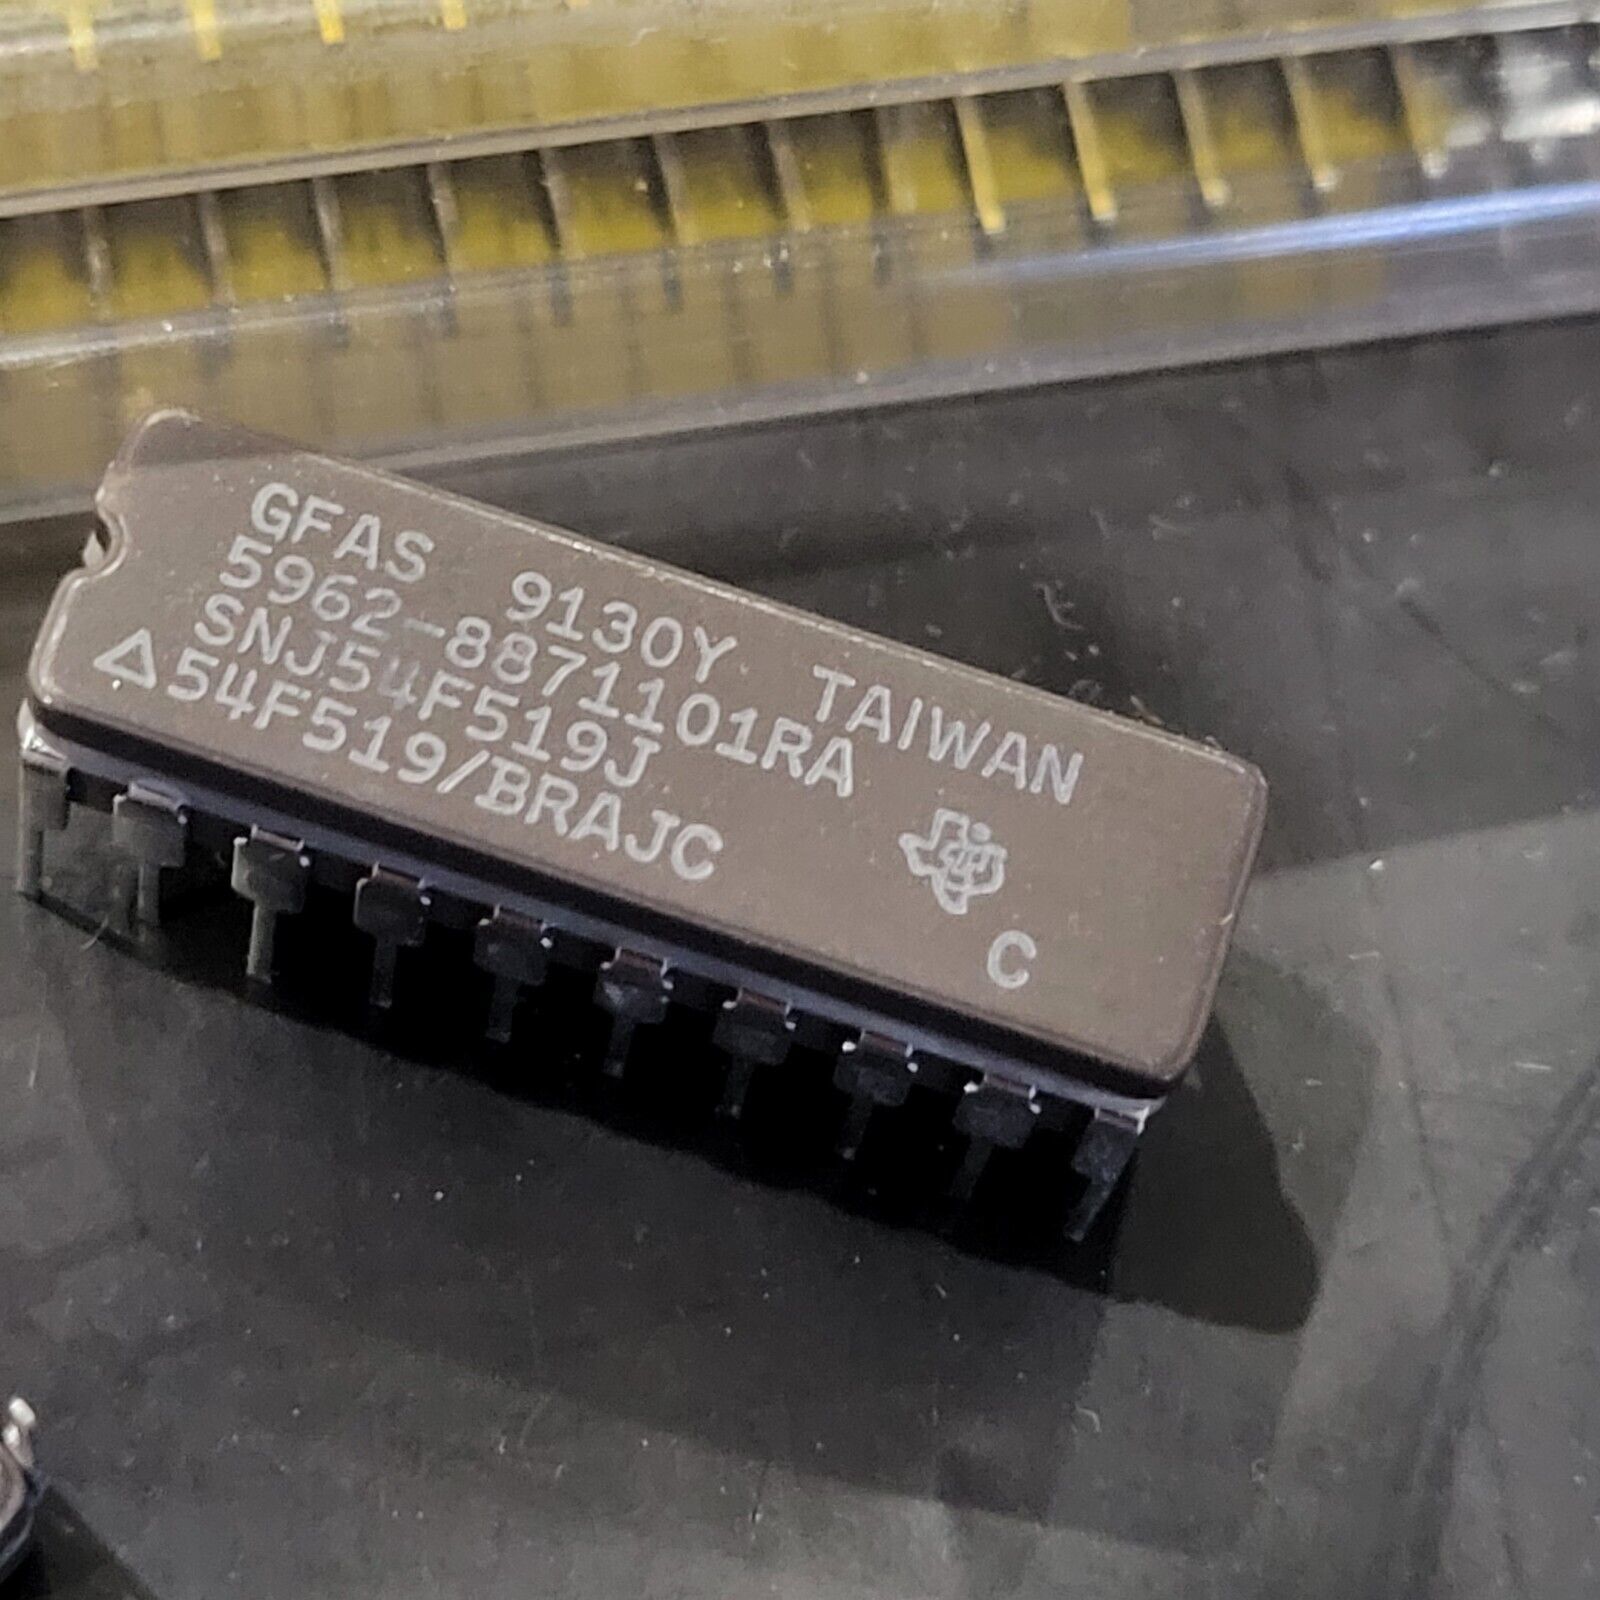 GFAS 9130Y TAIWAN
5962-8871101RA
SNJ54F519J
△54F519/BRAJC
C